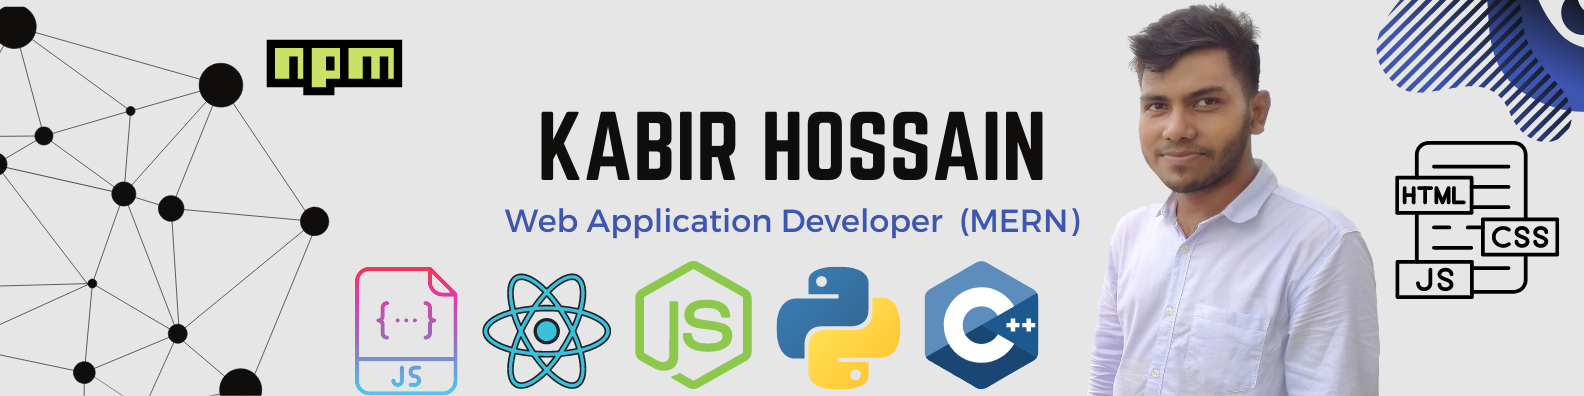 npm
KABIR HOSSAIN
Web Application Developer (MERN)
{...}
JS
JS
C++
HTML
CSS
JS